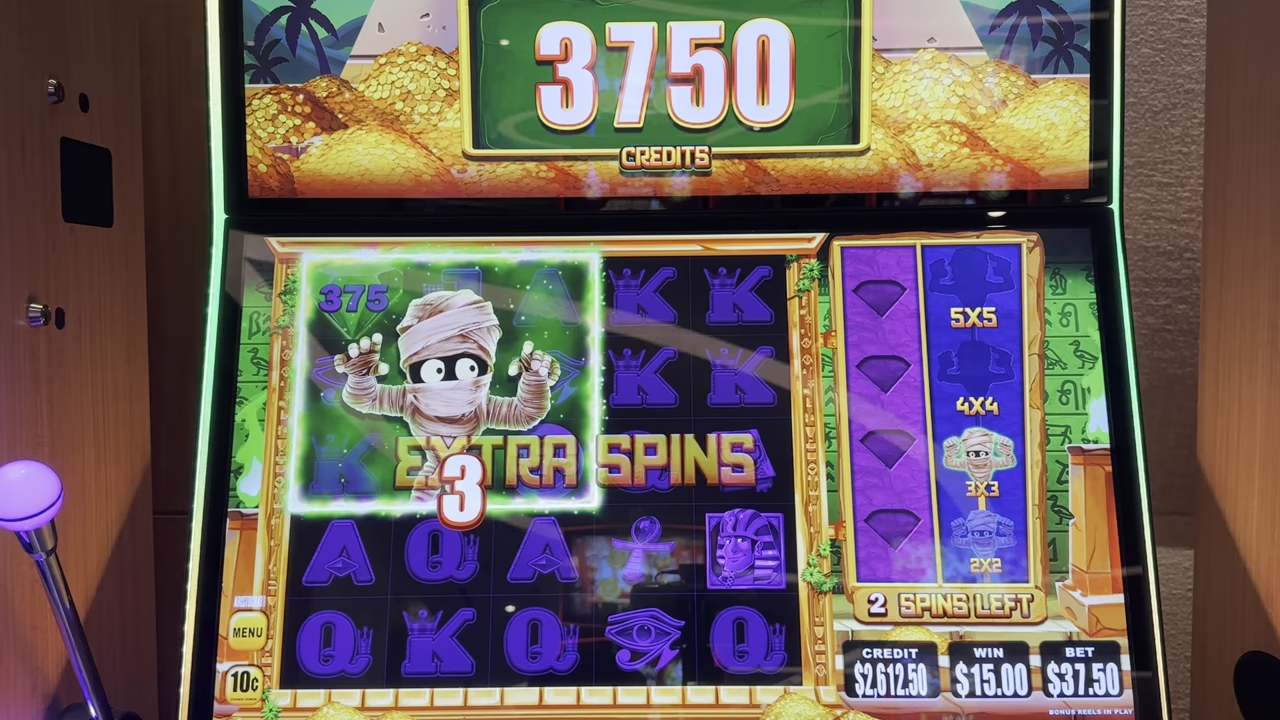 3750
CREDITS
375 J A K K
K K
K
EXTRA SPINS
3
A Q A
Q K Q Q
5X5
4X4
3X3
2X2
2 SPINS LEFT
MENU
10¢
CREDIT WIN BET
$2,612.50 $15.00 $37.50
BONUS REELS IN PLAY